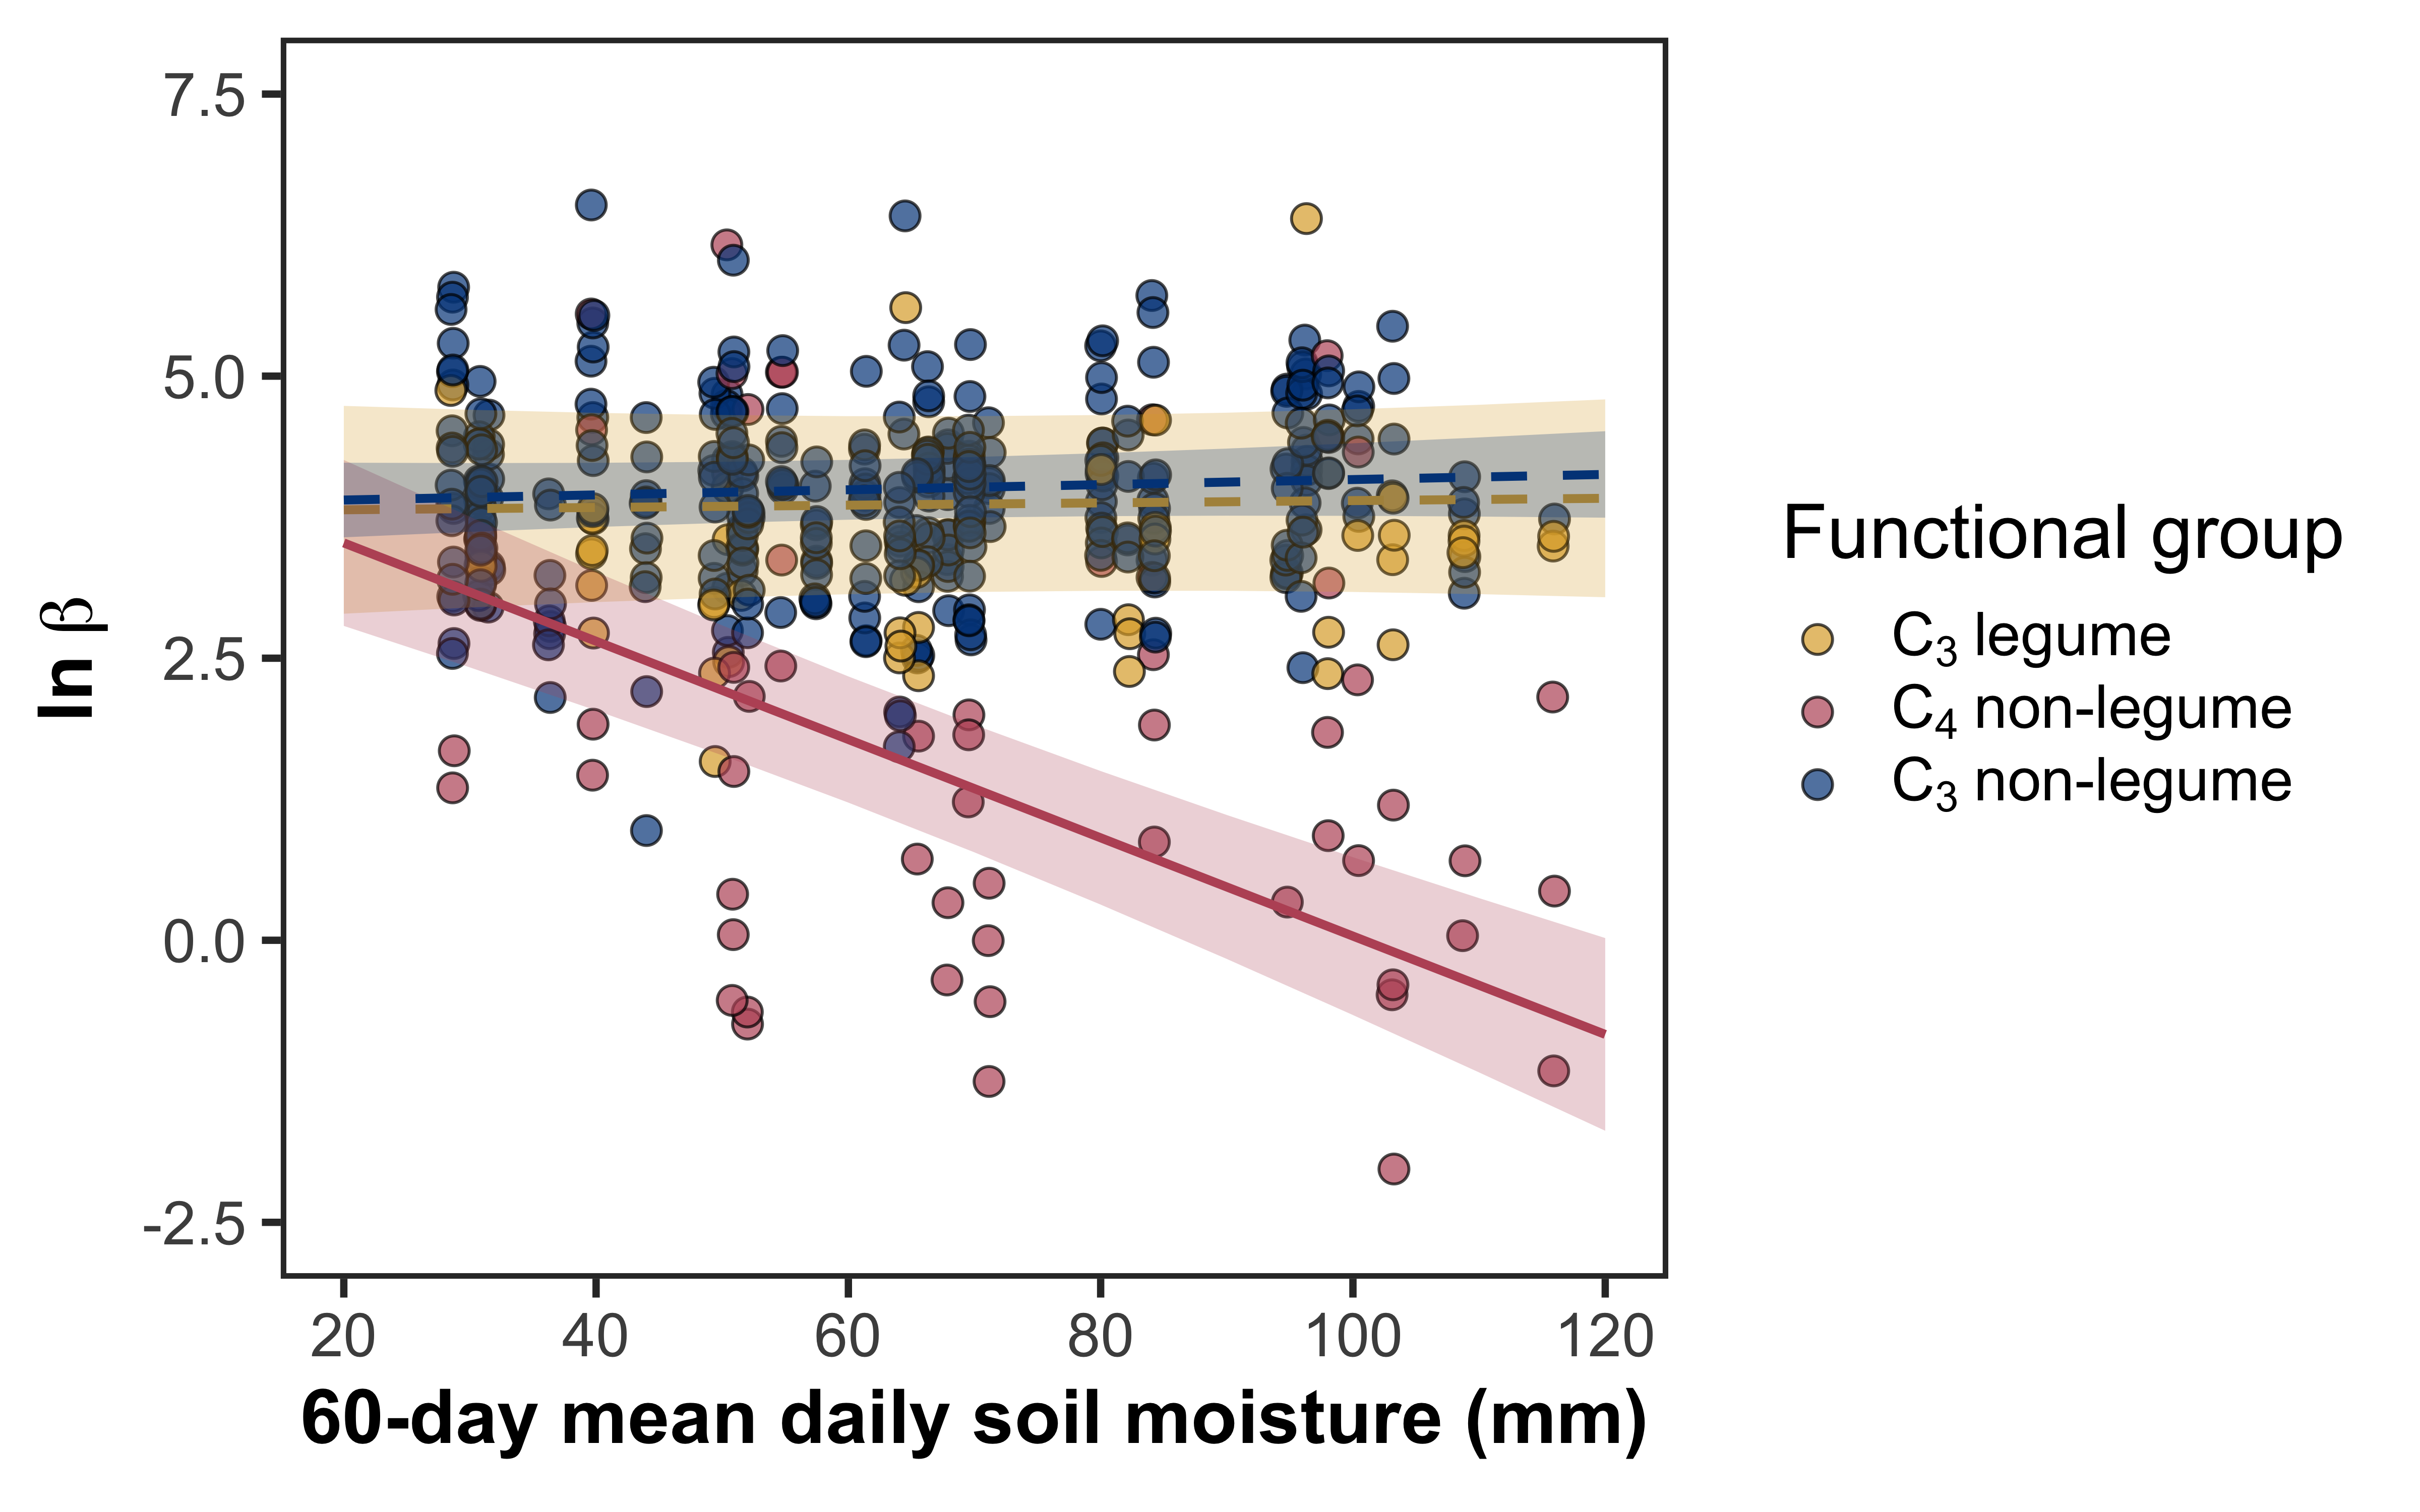 7.5
5.0
2.5
0.0
-2.5
ln β
20 40 60 80 100 120
60-day mean daily soil moisture (mm)
Functional group
C₃ legume
C₄ non-legume
C₃ non-legume